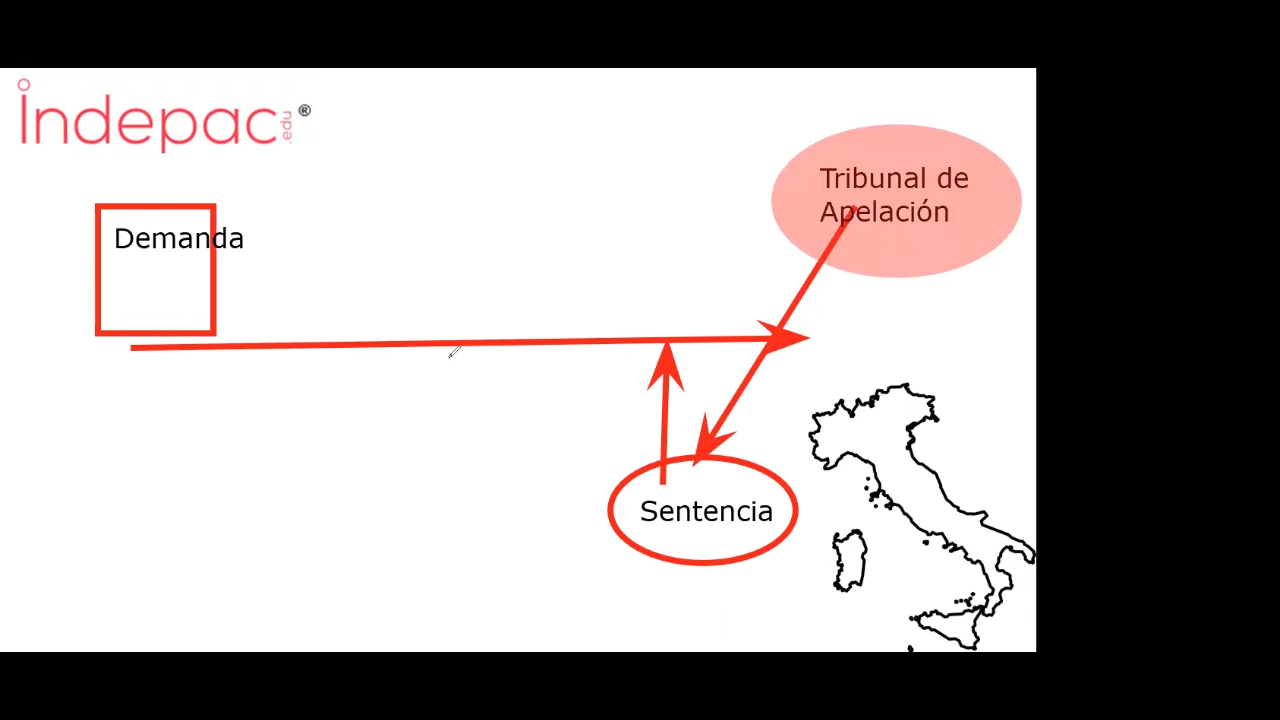 indepac.edu®
Demanda
Tribunal de
Apelación
Sentencia